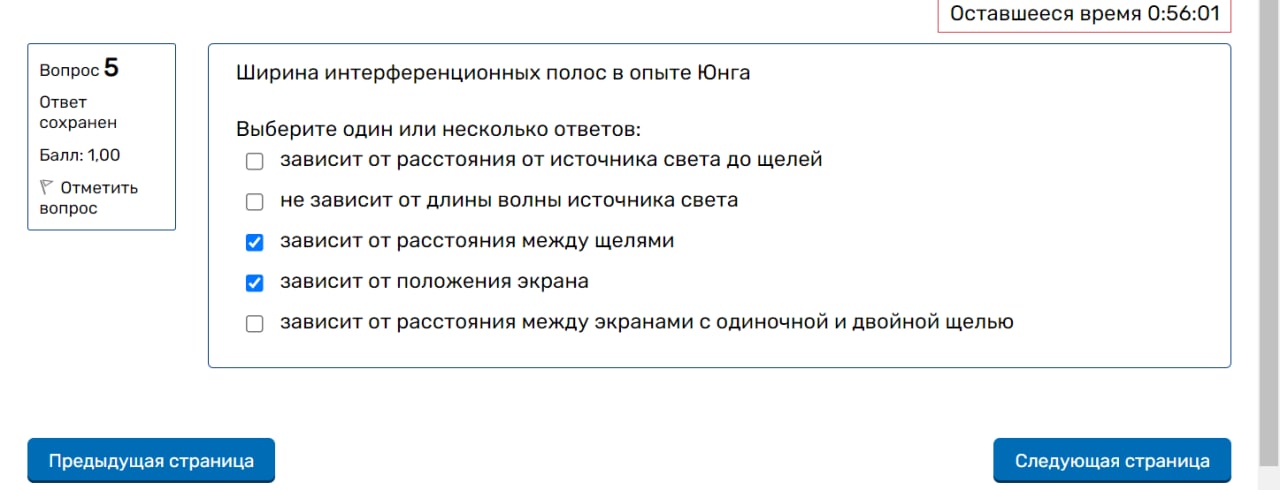 Оставшееся время 0:56:01
Вопрос 5
Ответ
сохранен
Балл: 1,00
Отметить
вопрос
Ширина интерференционных полос в опыте Юнга
Выберите один или несколько ответов:
зависит от расстояния от источника света до щелей
не зависит от длины волны источника света
зависит от расстояния между щелями
зависит от положения экрана
зависит от расстояния между экранами с одиночной и двойной щелью
Предыдущая страница
Следующая страница